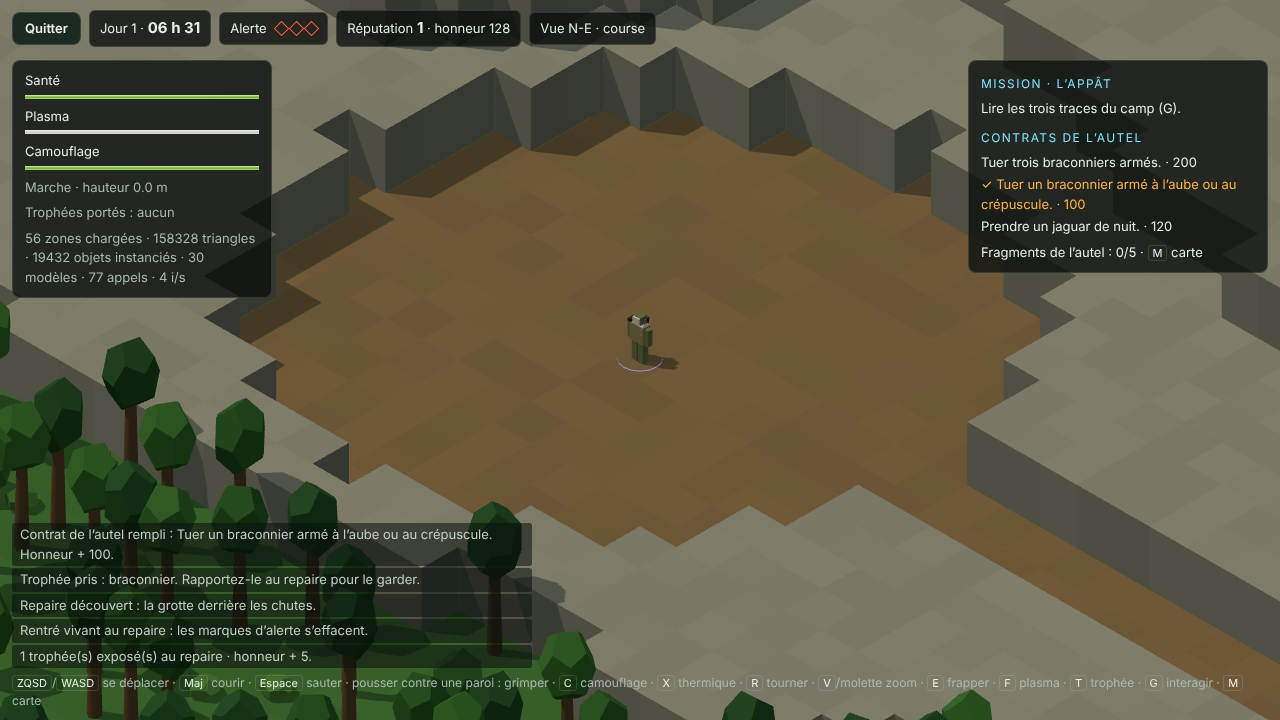 Quitter
Jour 1 · 06 h 31
Alerte
Réputation 1 · honneur 128
Vue N-E · course
Santé
Plasma
Camouflage
Marche · hauteur 0.0 m
Trophées portés : aucun
56 zones chargées · 158328 triangles
· 19432 objets instanciés · 30
modèles · 77 appels · 4 i/s
MISSION · L’APPÂT
Lire les trois traces du camp (G).
CONTRATS DE L’AUTEL
Tuer trois braconniers armés. · 200
✓ Tuer un braconnier armé à l’aube ou au
crépuscule. · 100
Prendre un jaguar de nuit. · 120
Fragments de l’autel : 0/5 · M carte
Contrat de l’autel rempli : Tuer un braconnier armé à l’aube ou au crépuscule.
Honneur + 100.
Trophée pris : braconnier. Rapportez-le au repaire pour le garder.
Repaire découvert : la grotte derrière les chutes.
Rentré vivant au repaire : les marques d’alerte s’effacent.
1 trophée(s) exposé(s) au repaire · honneur + 5.
ZQSD / WASD se déplacer · Maj courir · Espace sauter · pousser contre une paroi : grimper · C camouflage · X thermique · R tourner · V /molette zoom · E frapper · F plasma · T trophée · G interagir · M
carte